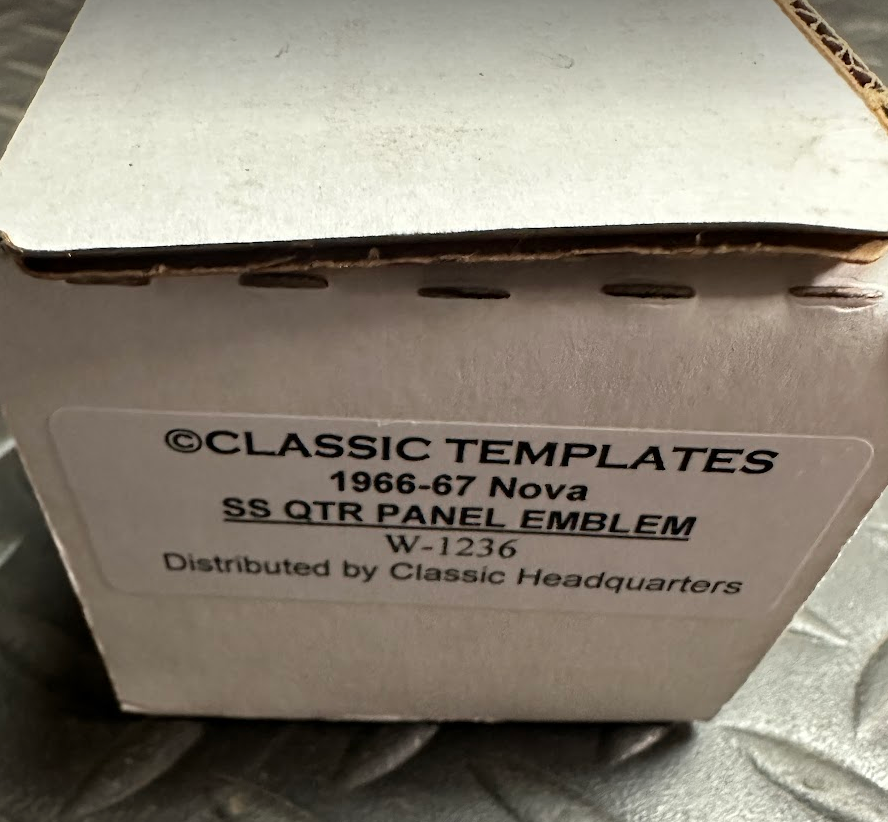 ©CLASSIC TEMPLATES
1966-67 Nova
SS QTR PANEL EMBLEM
W-1236
Distributed by Classic Headquarters